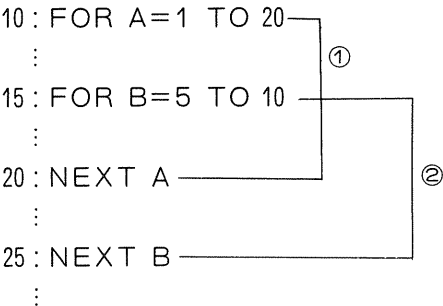 10: FOR A=1 TO 20
⋮
①
15: FOR B=5 TO 10
⋮
20: NEXT A
②
⋮
25: NEXT B
⋮